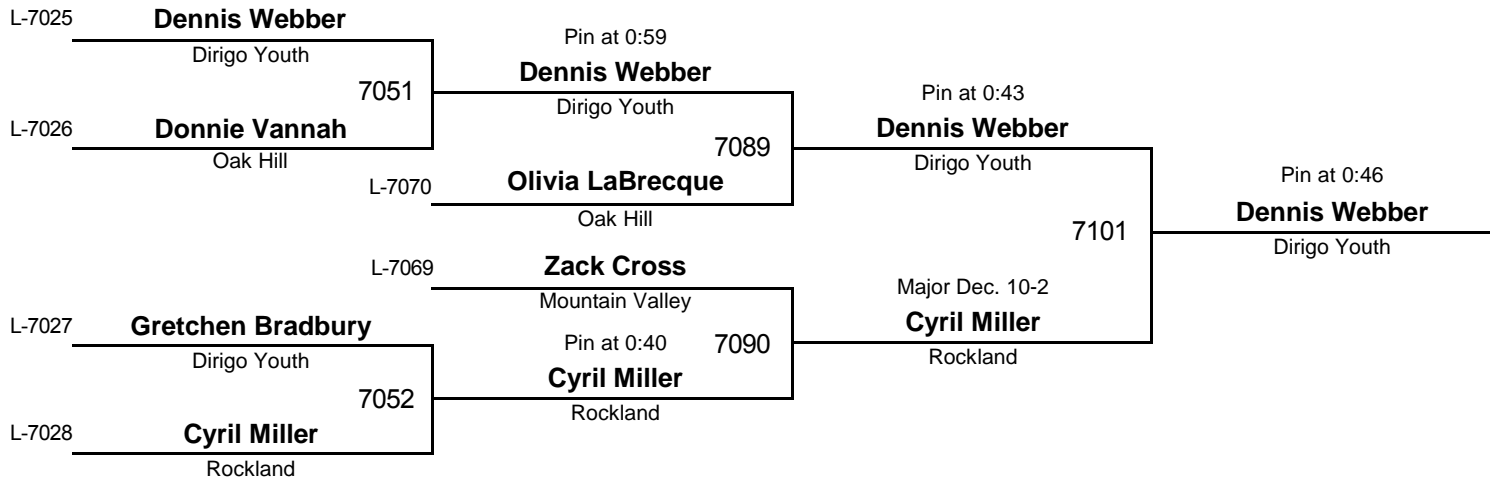 L-7025
Dennis Webber
Dirigo Youth
7051
L-7026
Donnie Vannah
Oak Hill
Pin at 0:59
Dennis Webber
Dirigo Youth
7089
L-7070
Olivia LaBrecque
Oak Hill
Pin at 0:43
Dennis Webber
Dirigo Youth
7101
Pin at 0:46
Dennis Webber
Dirigo Youth
L-7069
Zack Cross
Mountain Valley
7090
Major Dec. 10-2
Cyril Miller
Rockland
L-7027
Gretchen Bradbury
Dirigo Youth
7052
Pin at 0:40
Cyril Miller
Rockland
L-7028
Cyril Miller
Rockland